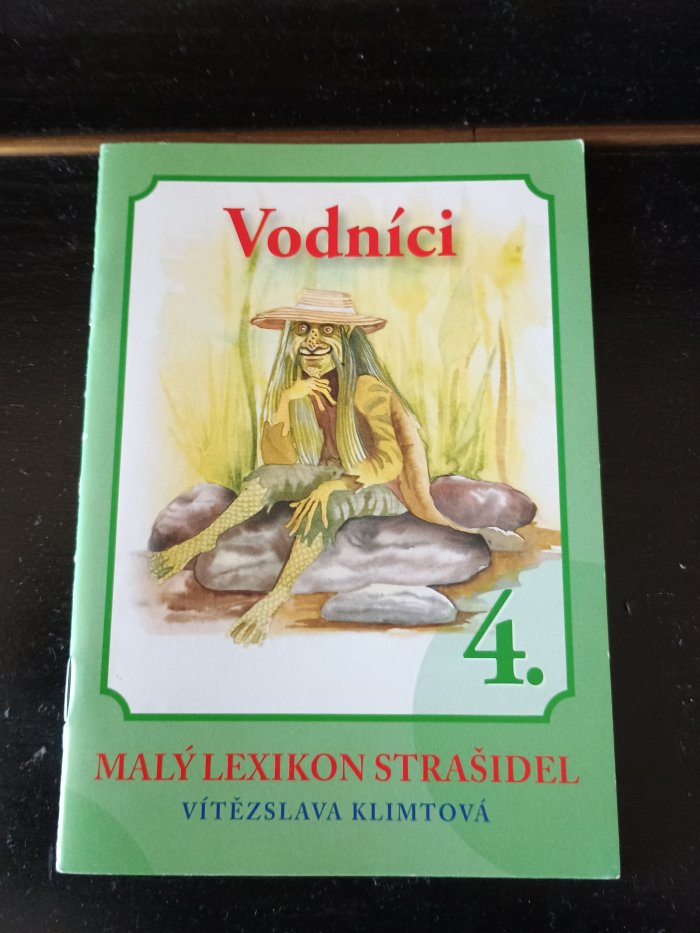 Vodníci
4.
MALÝ LEXIKON STRAŠIDEL
VÍTĚZSLAVA KLIMTOVÁ